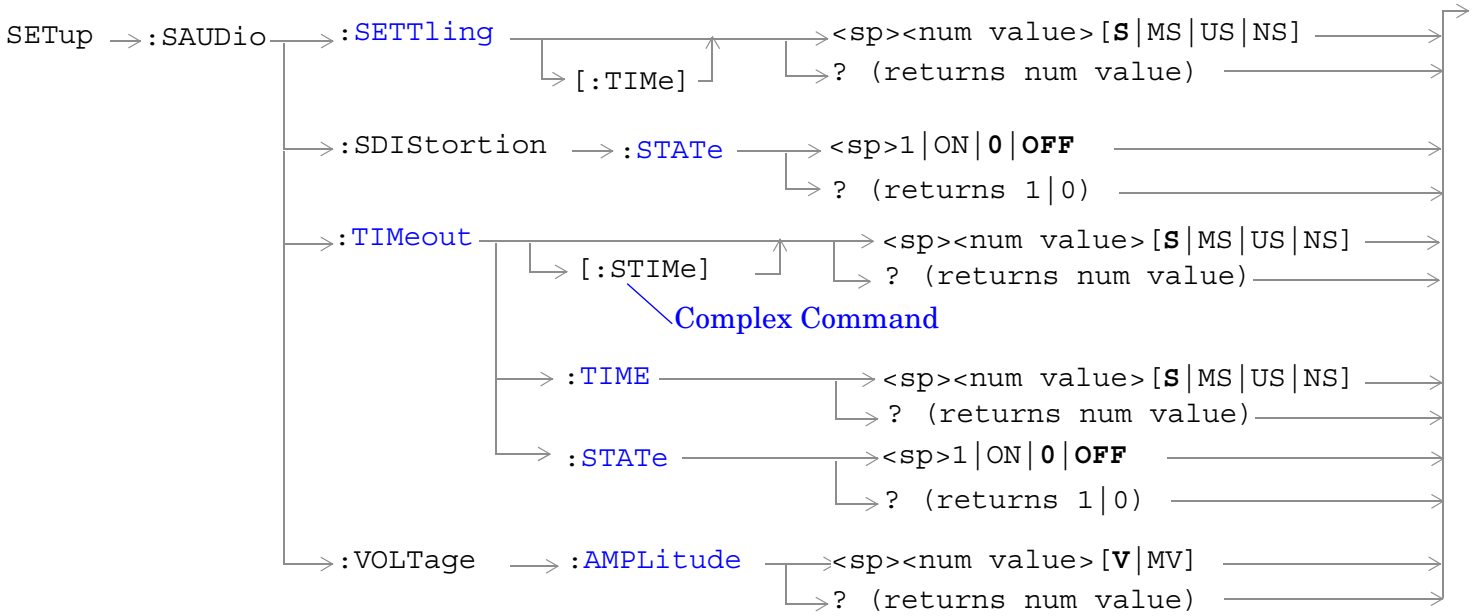 SETup :SAUDio :SETTling <sp><num value>[S|MS|US|NS]
[:TIMe] ? (returns num value)
:SDIStortion :STATe <sp>1|ON|0|OFF
? (returns 1|0)
:TIMeout <sp><num value>[S|MS|US|NS]
[:STIMe] ? (returns num value)
Complex Command
:TIME <sp><num value>[S|MS|US|NS]
? (returns num value)
:STATe <sp>1|ON|0|OFF
? (returns 1|0)
:VOLTage :AMPLitude <sp><num value>[V|MV]
? (returns num value)